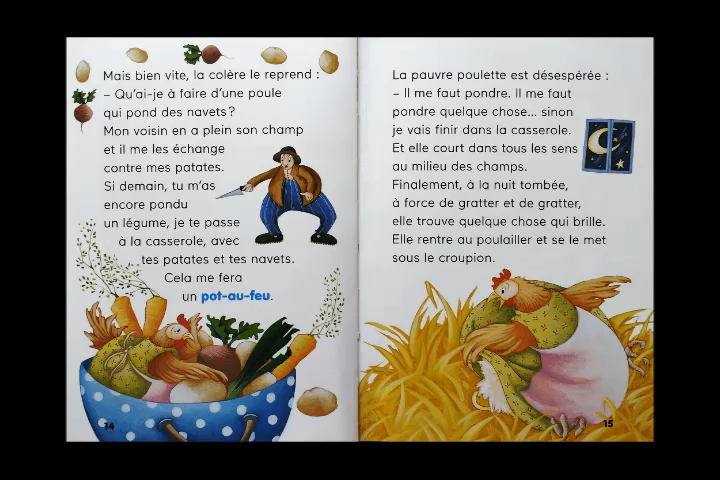 Mais bien vite, la colère le reprend :
– Qu'ai-je à faire d'une poule
qui pond des navets ?
Mon voisin en a plein son champ
et il me les échange
contre mes patates.
Si demain, tu m'as
encore pondu
un légume, je te passe
à la casserole, avec
tes patates et tes navets.
Cela me fera
un pot-au-feu.
14
La pauvre poulette est désespérée :
– Il me faut pondre. Il me faut
pondre quelque chose... sinon
je vais finir dans la casserole.
Et elle court dans tous les sens
au milieu des champs.
Finalement, à la nuit tombée,
à force de gratter et de gratter,
elle trouve quelque chose qui brille.
Elle rentre au poulailler et se le met
sous le croupion.
15